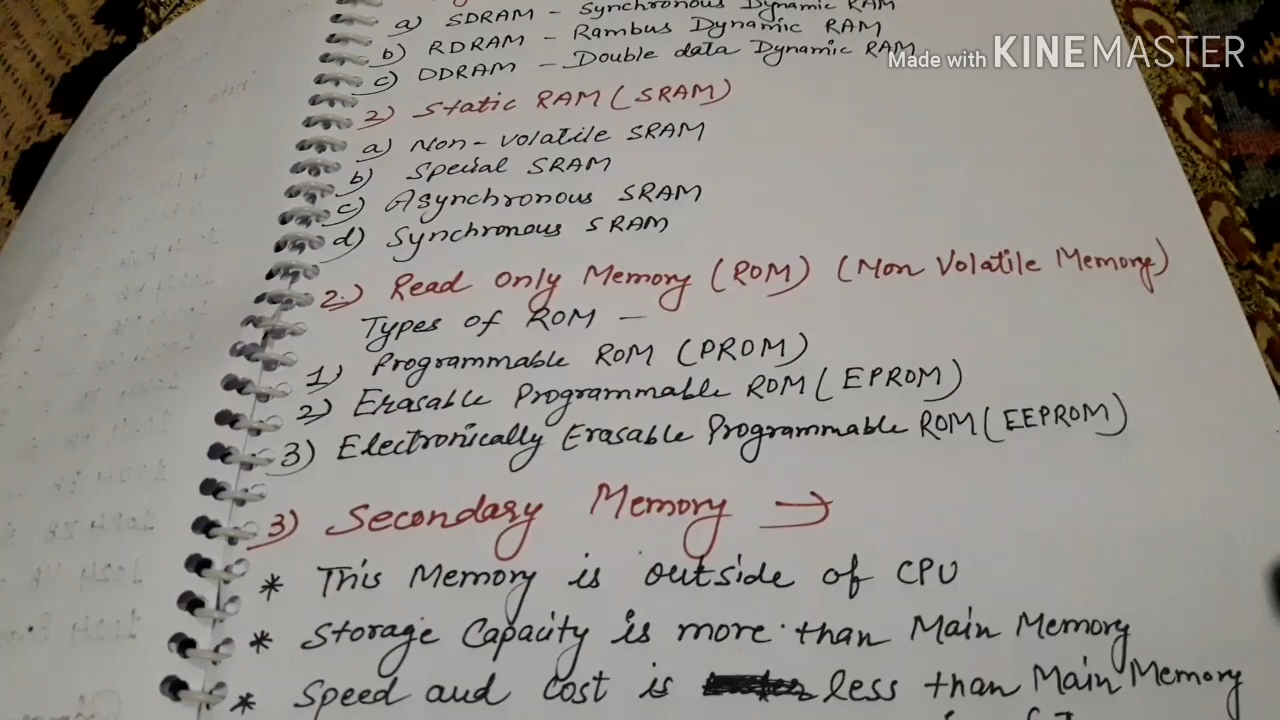 a) SDRAM - Synchronous Dynamic RAM
b) RDRAM - Rambus Dynamic RAM
c) DDRAM - Double data Dynamic RAM
Made with KINEMASTER
2) Static RAM (SRAM)
a) Non-volatile SRAM
b) Special SRAM
c) Asynchronous SRAM
d) Synchronous SRAM
2.) Read Only Memory (ROM) (Non Volatile Memory)
Types of ROM -
1) Programmable ROM (PROM)
2) Erasable Programmable ROM (EPROM)
3) Electronically Erasable Programmable ROM (EEPROM)
3) Secondary Memory →
* This Memory is outside of CPU
* Storage Capacity is more than Main Memory
* Speed and Cost is less than Main Memory